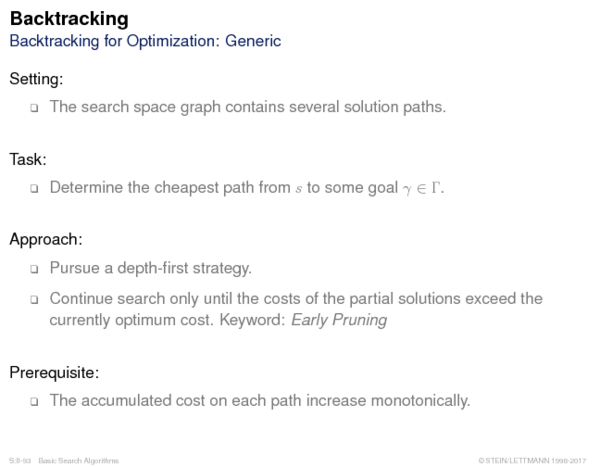 Backtracking
Backtracking for Optimization: Generic
Setting:
❑ The search space graph contains several solution paths.
Task:
❑ Determine the cheapest path from s to some goal γ ∈ Γ.
Approach:
❑ Pursue a depth-first strategy.
❑ Continue search only until the costs of the partial solutions exceed the
currently optimum cost. Keyword: Early Pruning
Prerequisite:
❑ The accumulated cost on each path increase monotonically.
S:II-93 Basic Search Algorithms
© STEIN/LETTMANN 1998-2017